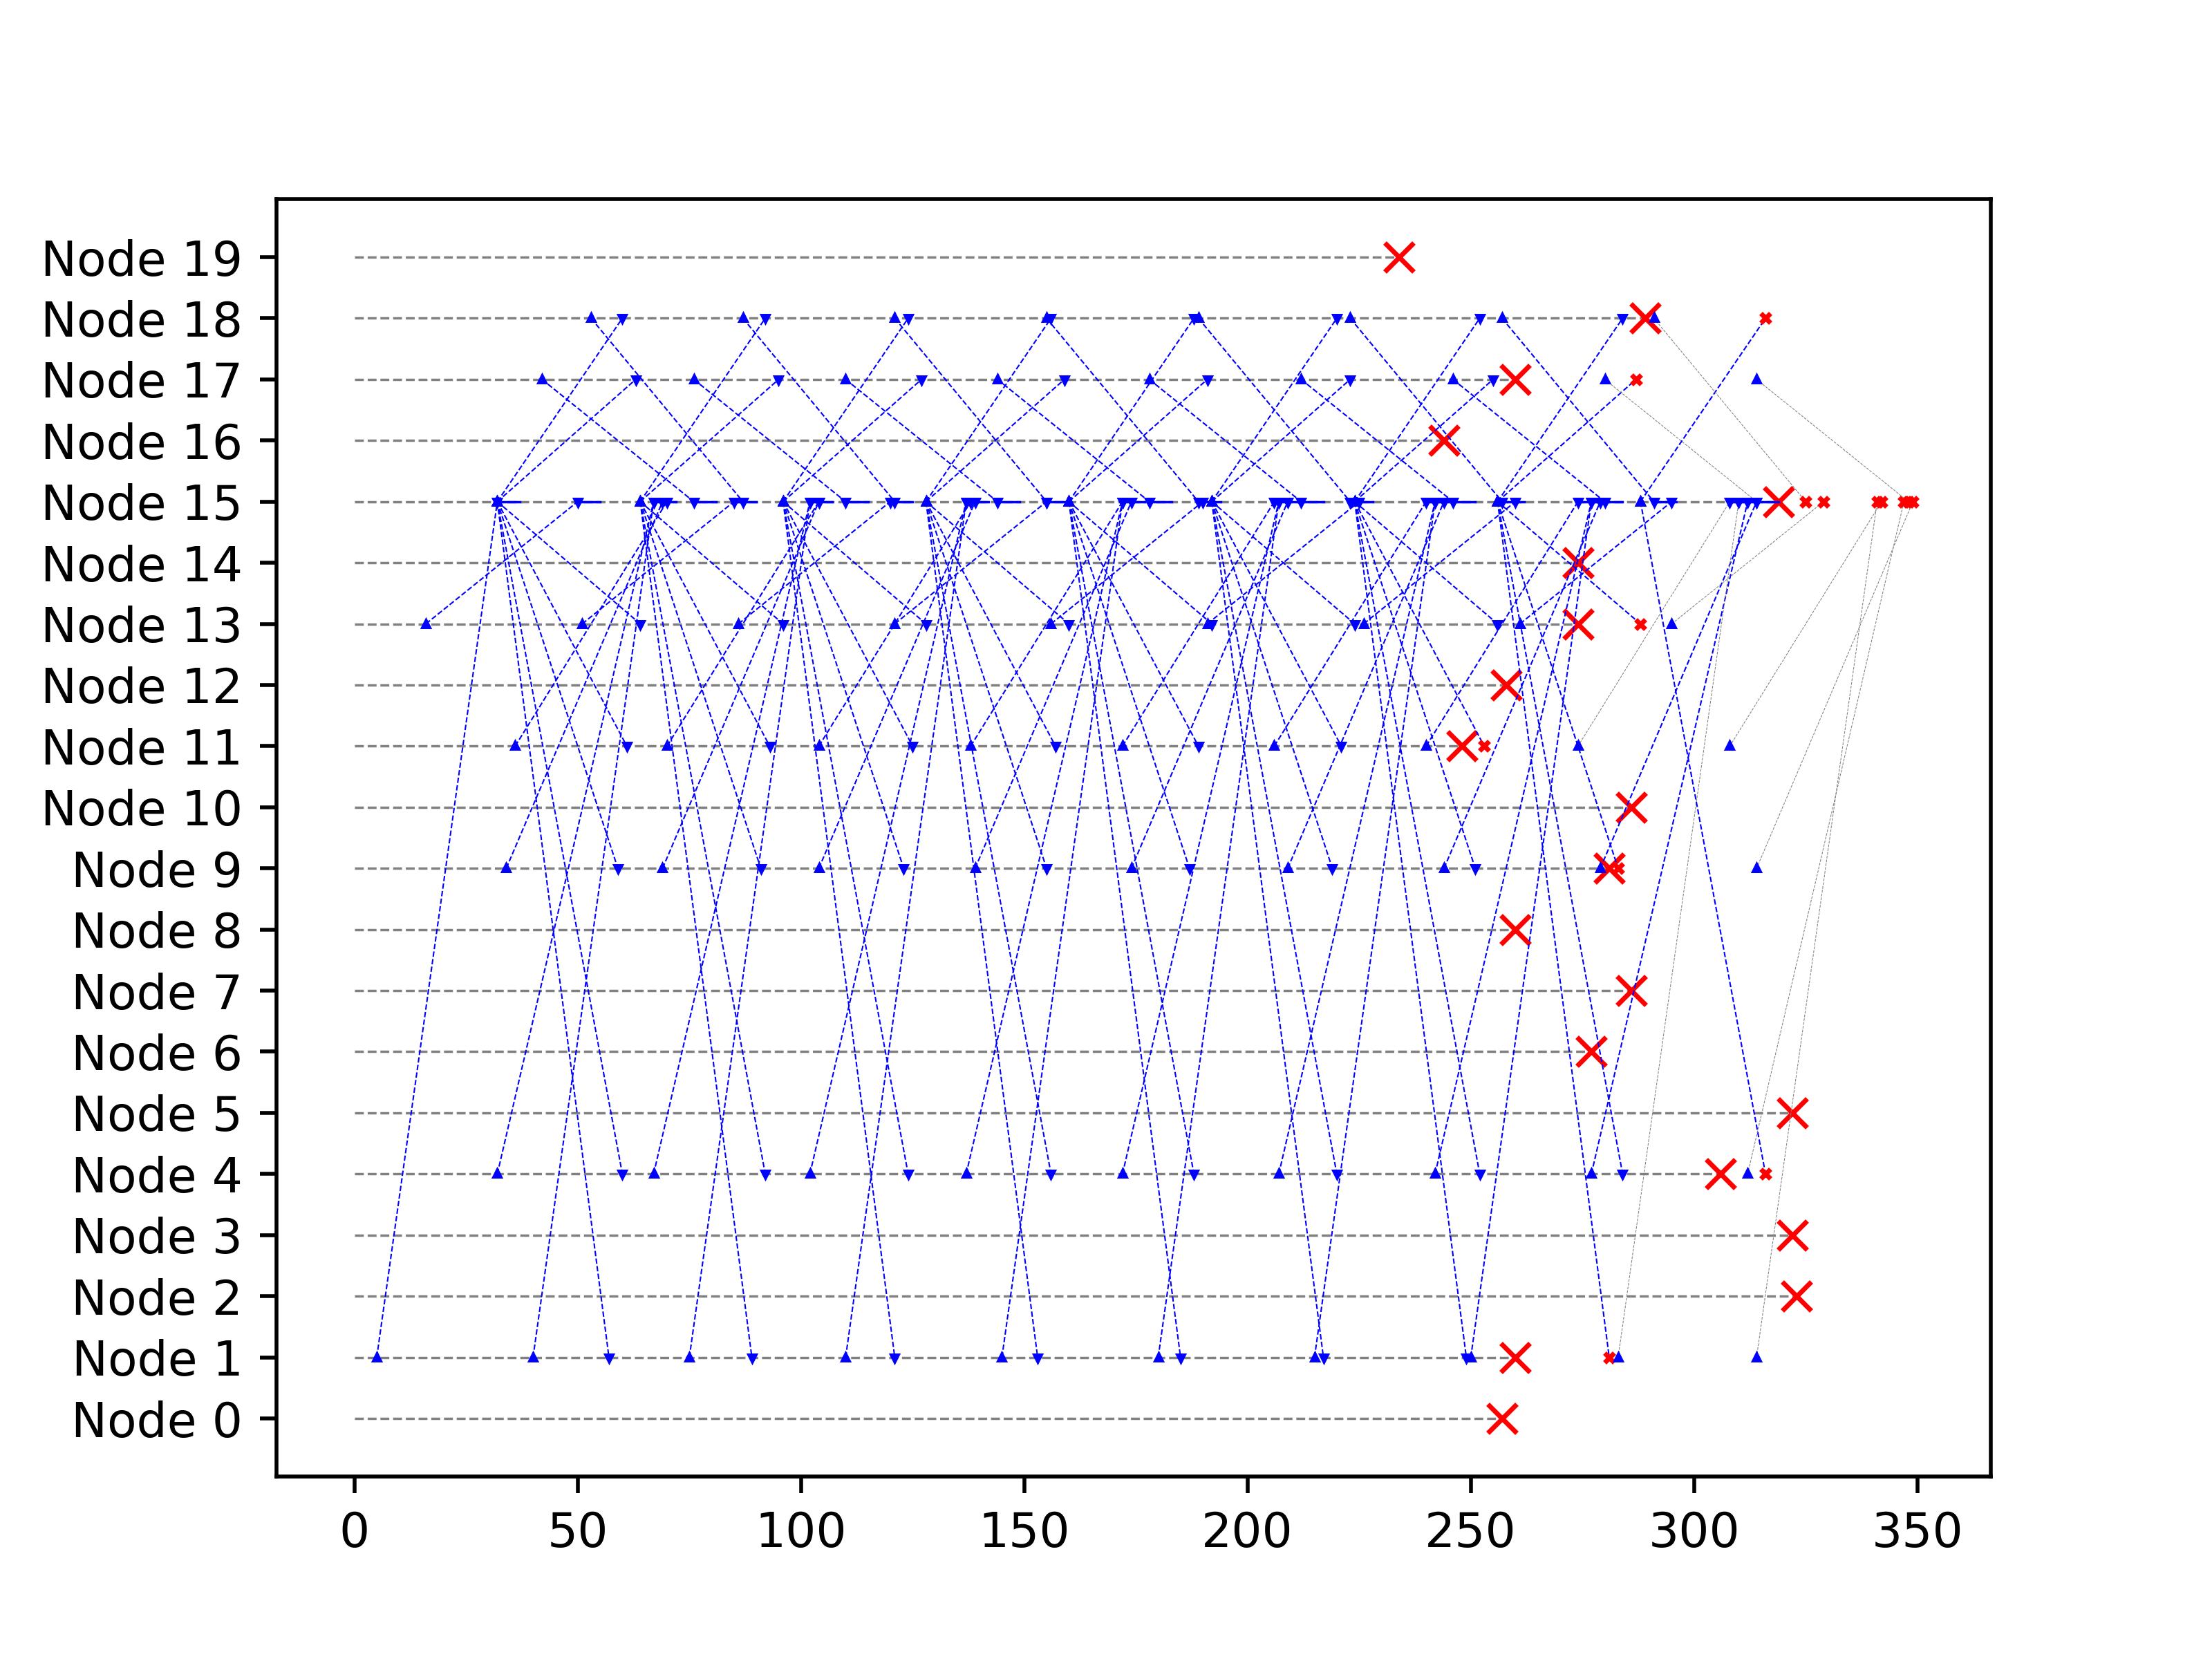 Node 19
Node 18
Node 17
Node 16
Node 15
Node 14
Node 13
Node 12
Node 11
Node 10
Node 9
Node 8
Node 7
Node 6
Node 5
Node 4
Node 3
Node 2
Node 1
Node 0
0 50 100 150 200 250 300 350